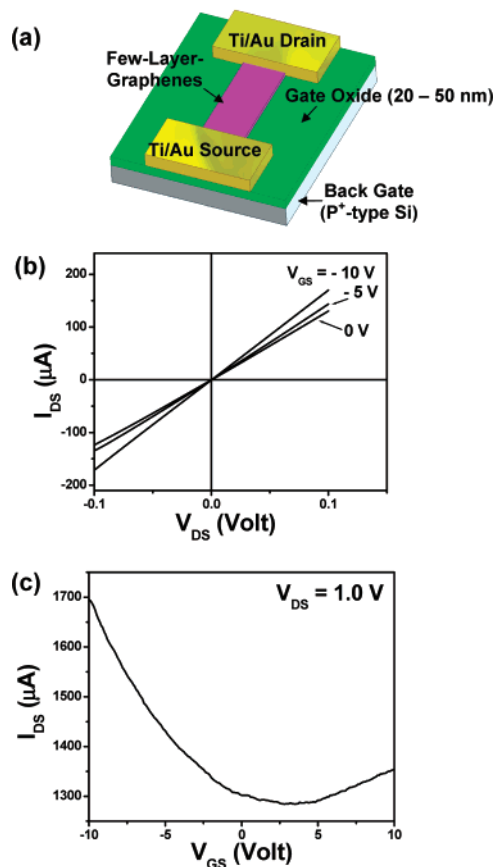 (a)
Ti/Au Drain
Few-Layer-
Graphenes
Gate Oxide (20 – 50 nm)
Ti/Au Source
Back Gate
(P⁺-type Si)
(b)
200
100
0
-100
-200
I_DS (μA)
V_GS = - 10 V
- 5 V
0 V
-0.1
0.0
0.1
V_DS (Volt)
(c)
V_DS = 1.0 V
1700
1600
1500
1400
1300
I_DS (μA)
-10
-5
0
5
10
V_GS (Volt)